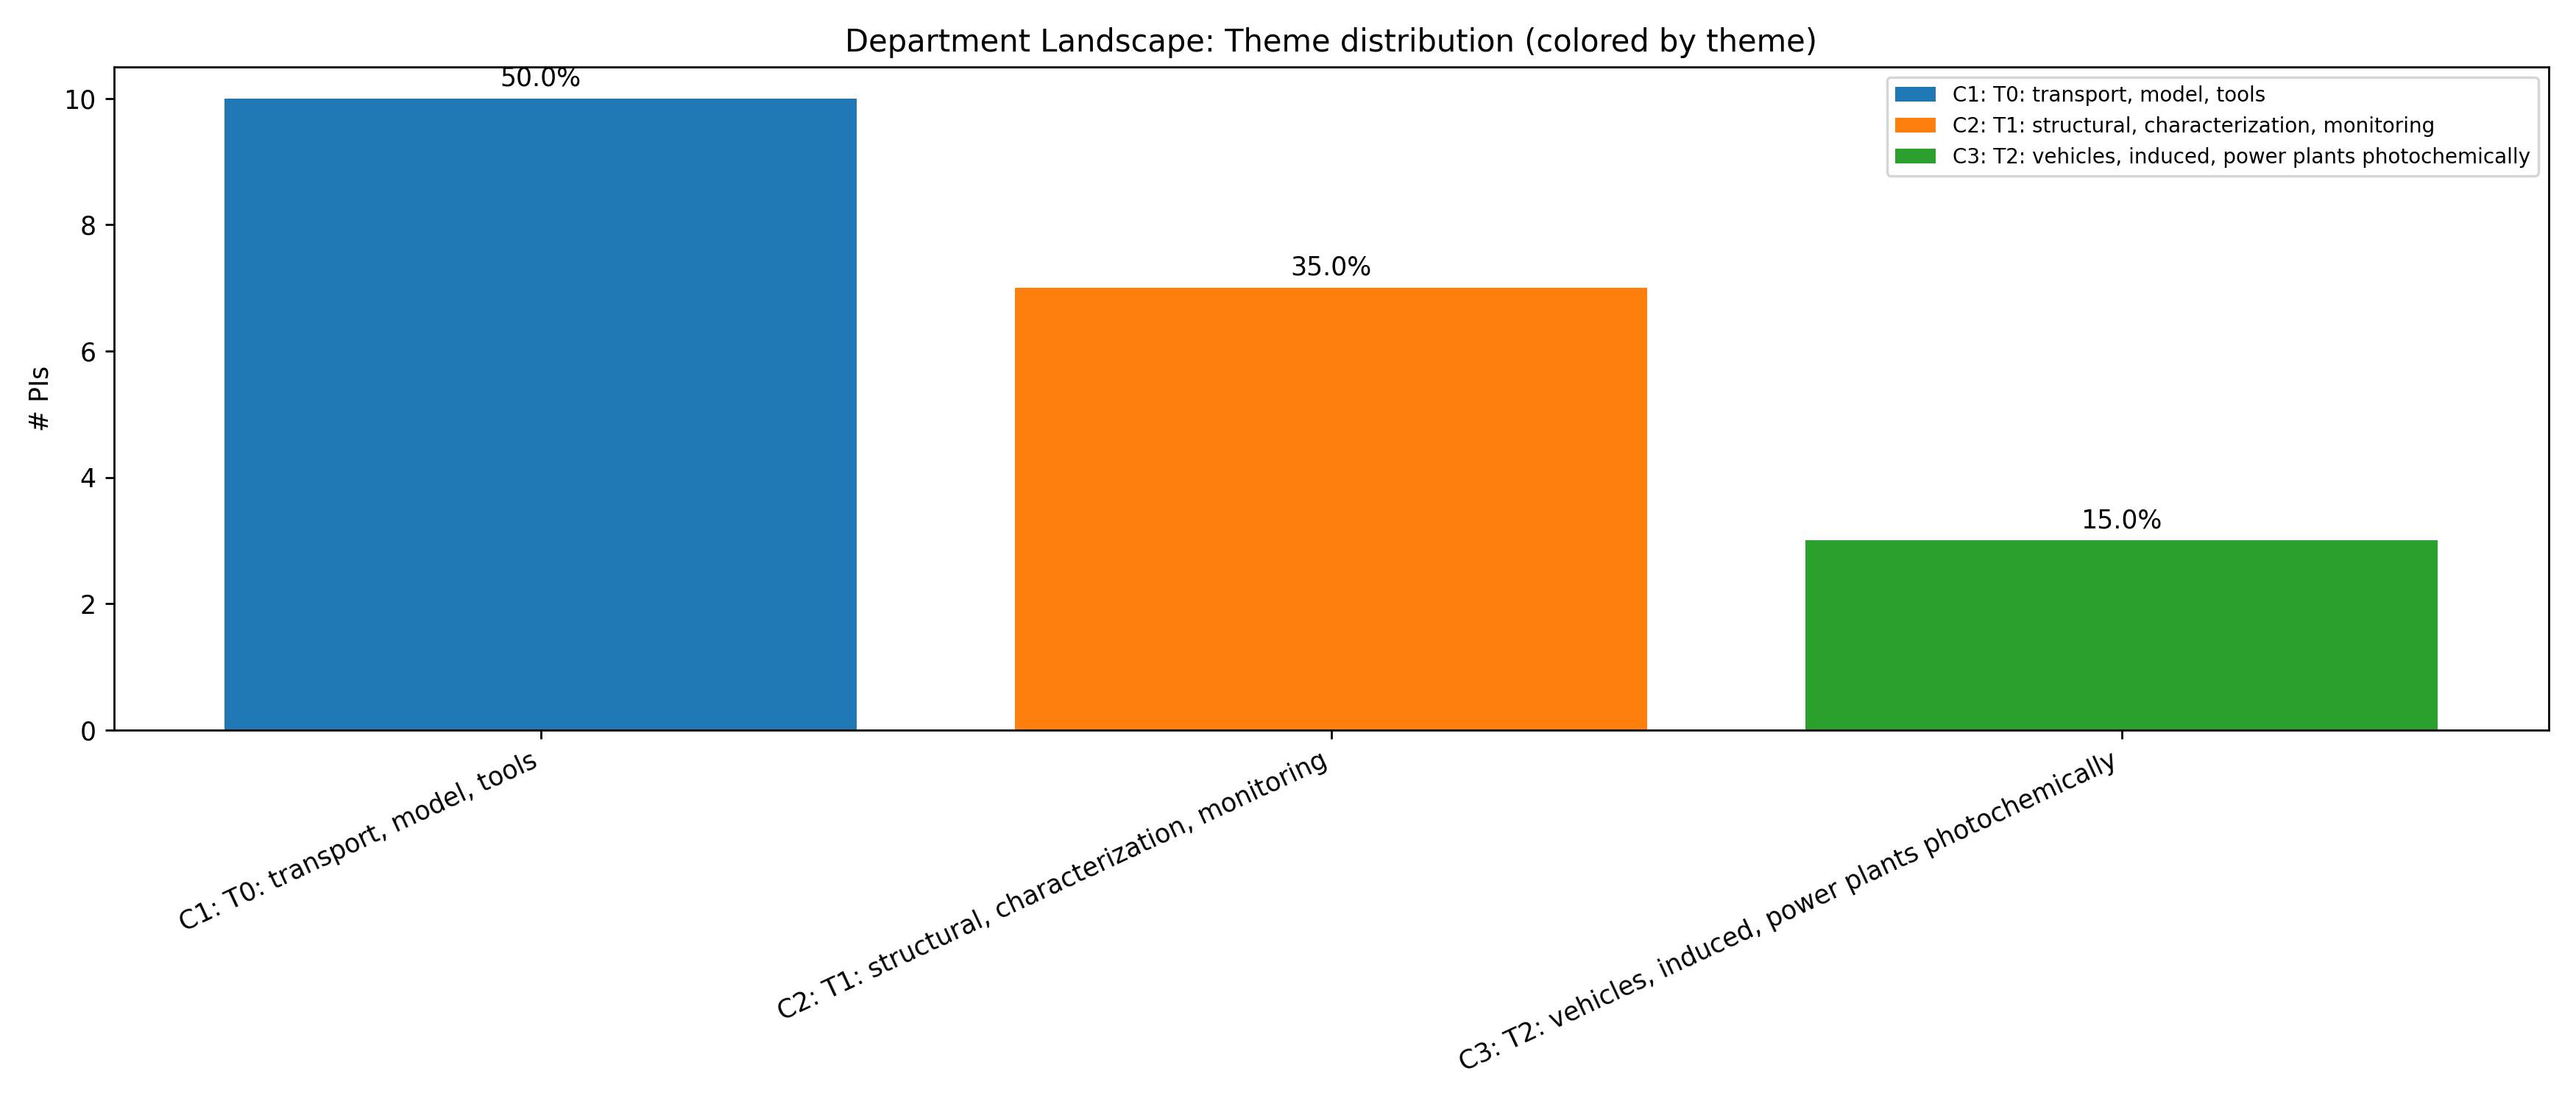 Department Landscape: Theme distribution (colored by theme)
50.0%
35.0%
15.0%
C1: T0: transport, model, tools
C2: T1: structural, characterization, monitoring
C3: T2: vehicles, induced, power plants photochemically
# PIs
10
8
6
4
2
0
C1: T0: transport, model, tools
C2: T1: structural, characterization, monitoring
C3: T2: vehicles, induced, power plants photochemically